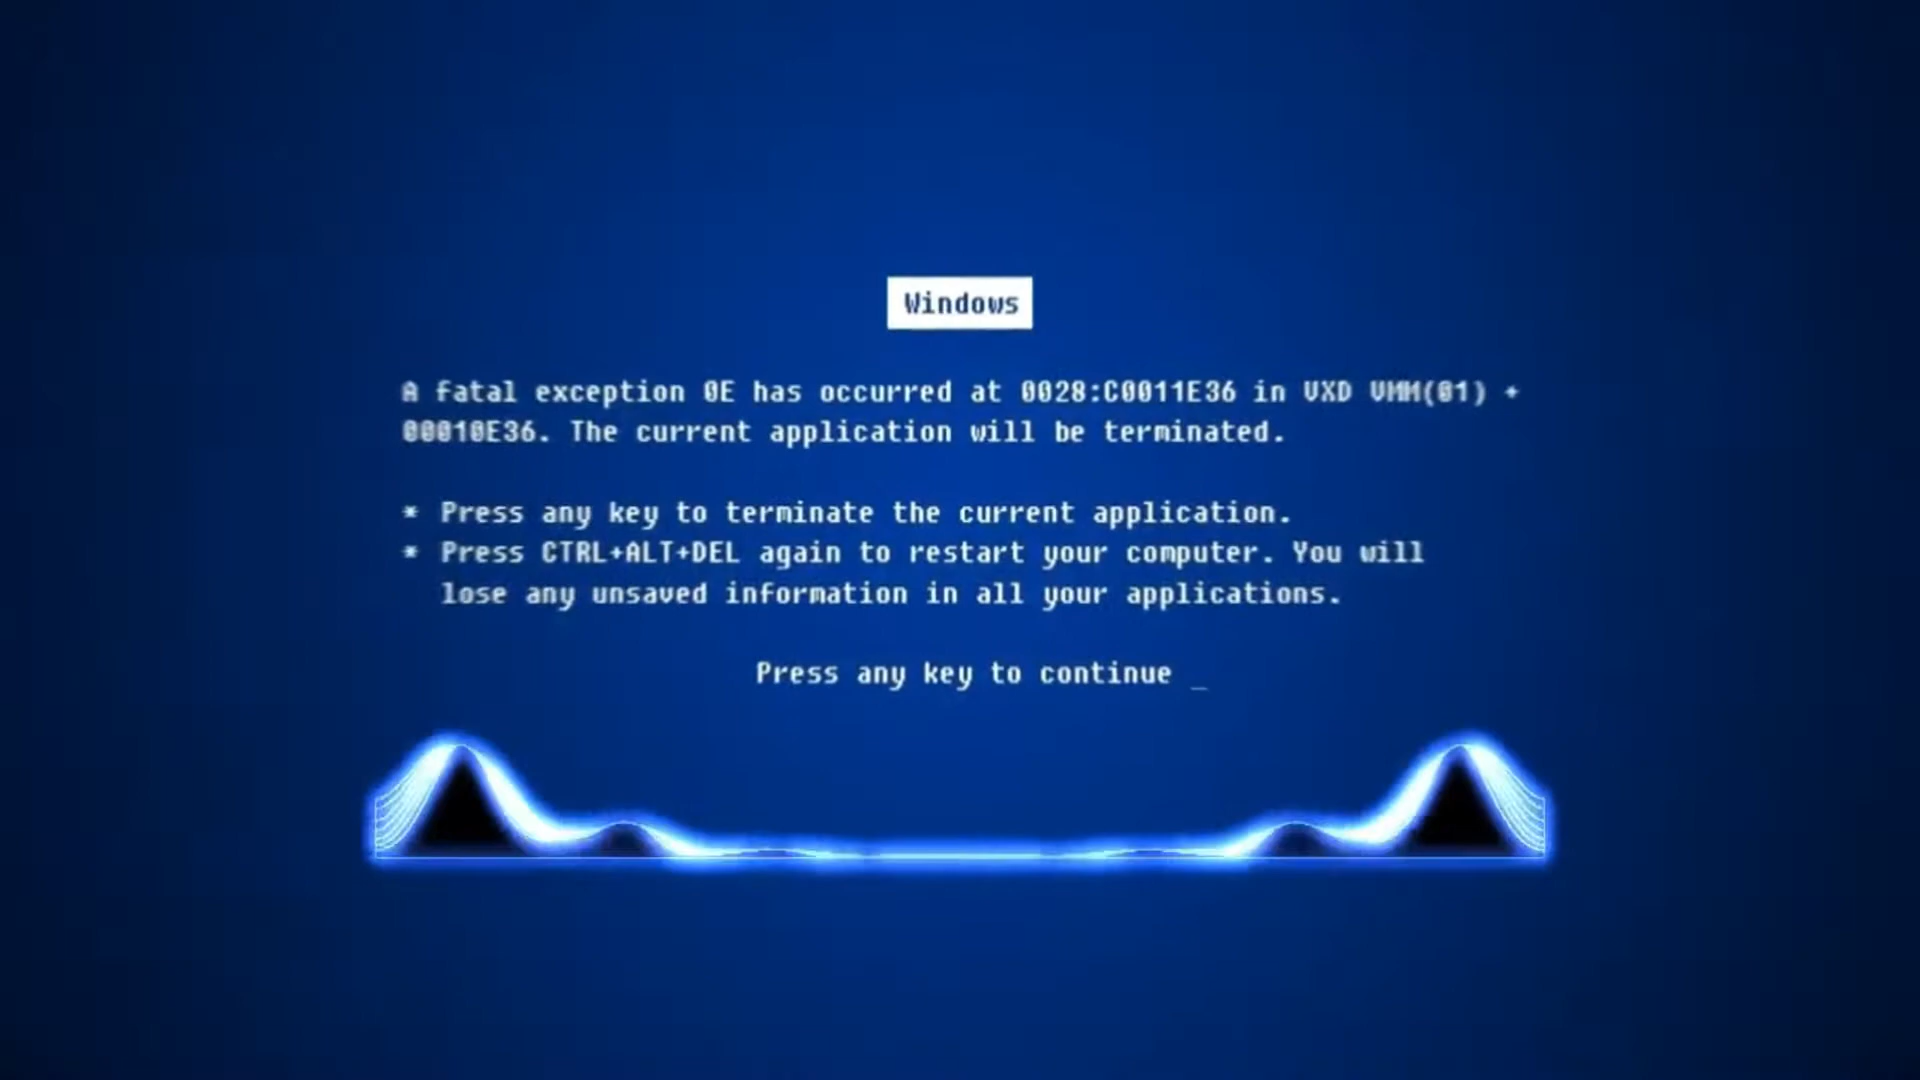 Windows
A fatal exception 0E has occurred at 0028:C0011E36 in VXD VMM(01) +
00010E36. The current application will be terminated.
* Press any key to terminate the current application.
* Press CTRL+ALT+DEL again to restart your computer. You will
lose any unsaved information in all your applications.
Press any key to continue _